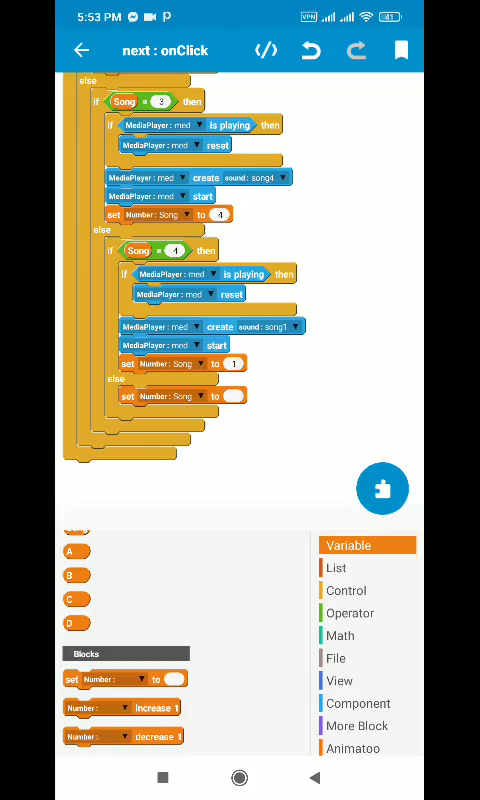 5:53 PM VPN 41
next : onClick
else
if Song = 3 then
if MediaPlayer: med is playing then
MediaPlayer: med reset
MediaPlayer: med create sound: song4
MediaPlayer: med start
set Number: Song to 4
else
if Song = 4 then
if MediaPlayer: med is playing then
MediaPlayer: med reset
MediaPlayer: med create sound: song1
MediaPlayer: med start
set Number: Song to 1
else
set Number: Song to
Variable
A
List
B
Control
C
Operator
D
Math
Blocks
File
set Number: to
View
Component
Number: increase 1
More Block
Number: decrease 1
Animatoo